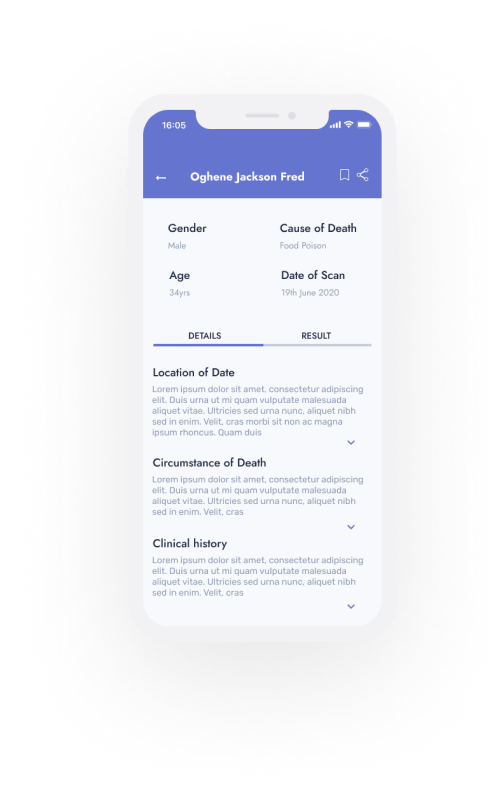 16:05
Oghene Jackson Fred
Gender
Cause of Death
Male
Food Poison
Age
Date of Scan
34yrs
19th June 2020
DETAILS
RESULT
Location of Date
Lorem ipsum dolor sit amet, consectetur adipiscing
elit. Duis urna ut mi quam vulputate malesuada
aliquet vitae. Ultricies sed urna nunc, aliquet nibh
sed in enim. Velit, cras morbi sit non ac magna
ipsum rhoncus. Quam duis
Circumstance of Death
Lorem ipsum dolor sit amet, consectetur adipiscing
elit. Duis urna ut mi quam vulputate malesuada
aliquet vitae. Ultricies sed urna nunc, aliquet nibh
sed in enim. Velit, cras
Clinical history
Lorem ipsum dolor sit amet, consectetur adipiscing
elit. Duis urna ut mi quam vulputate malesuada
aliquet vitae. Ultricies sed urna nunc, aliquet nibh
sed in enim. Velit, cras